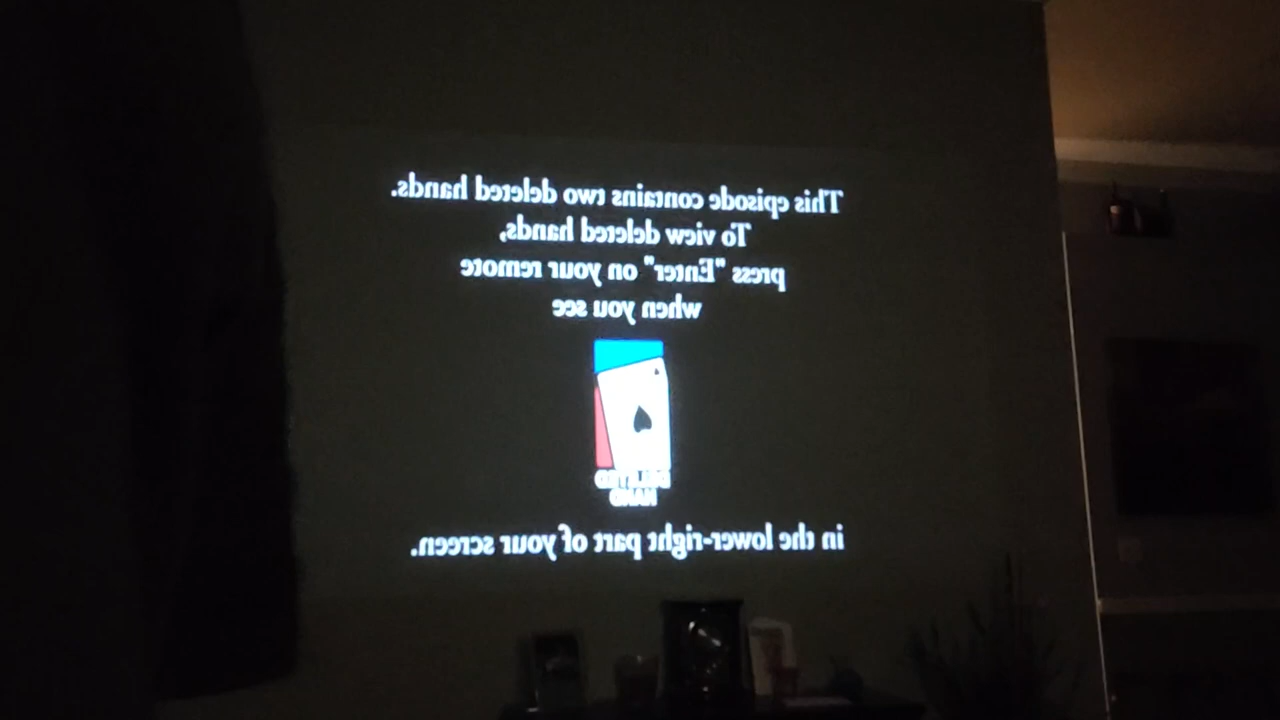 This episode contains two deleted hands.
To view deleted hands,
press "Enter" on your remote
when you see
DELETED
HAND
in the lower-right part of your screen.